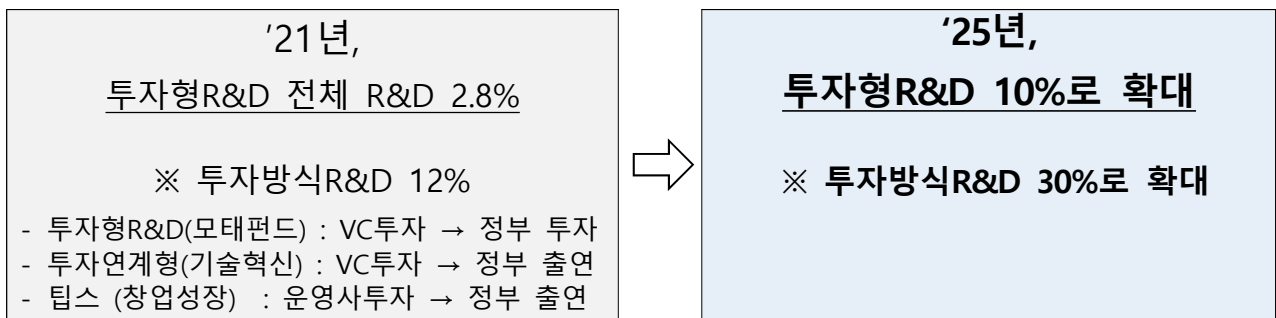 '21년,
투자형R&D 전체 R&D 2.8%
※ 투자방식R&D 12%
- 투자형R&D(모태펀드) : VC투자 → 정부 투자
- 투자연계형(기술혁신) : VC투자 → 정부 출연
- 팁스 (창업성장) : 운영사투자 → 정부 출연
‘25년,
투자형R&D 10%로 확대
※ 투자방식R&D 30%로 확대